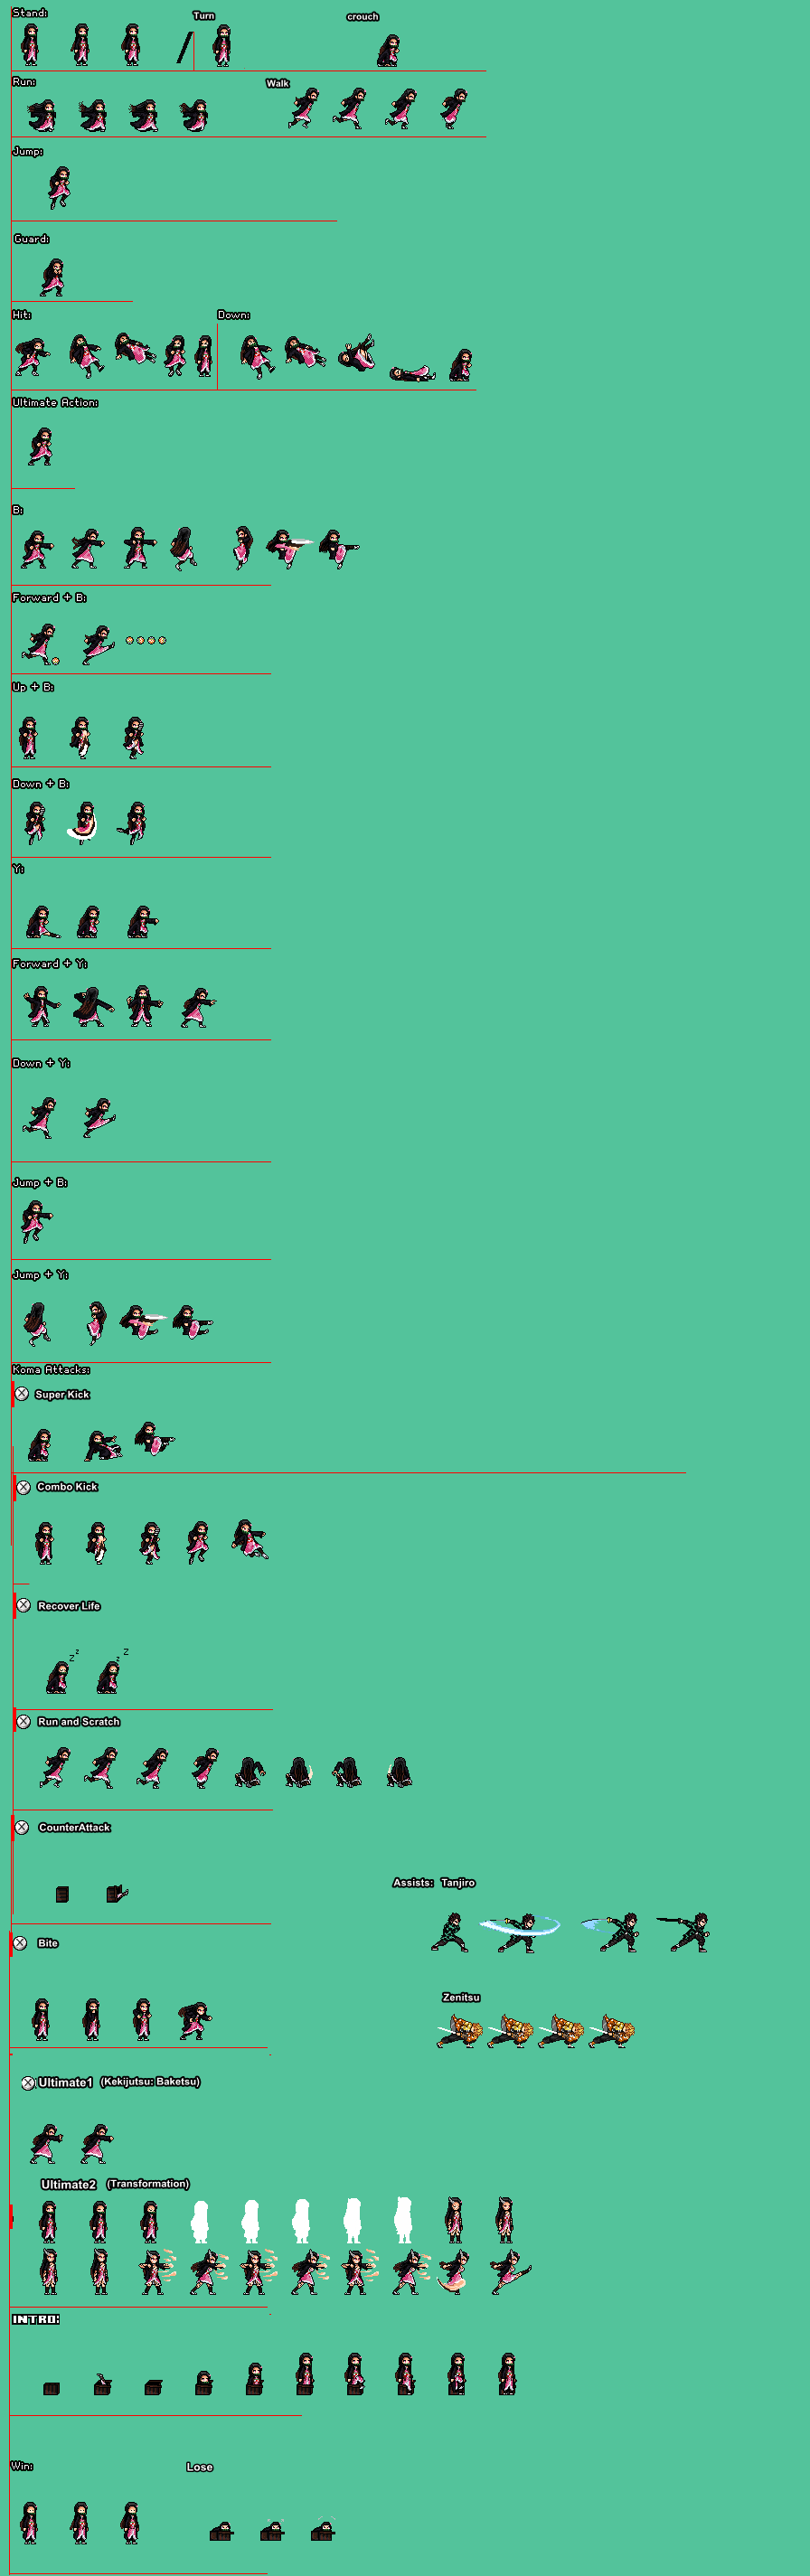 Stand:
Turn
crouch
Run:
Walk
Jump:
Guard:
Hit:
Down:
Ultimate Action:
B:
Forward + B:
Up + B:
Down + B:
Y:
Forward + Y:
Down + Y:
Jump + B:
Jump + Y:
Koma Attacks:
Super Kick
Combo Kick
Recover Life
z z
z z
Run and Scratch
CounterAttack
Assists: Tanjiro
Bite
Zenitsu
Ultimate1 (Kekijutsu: Baketsu)
Ultimate2 (Transformation)
INTRO:
Win:
Lose